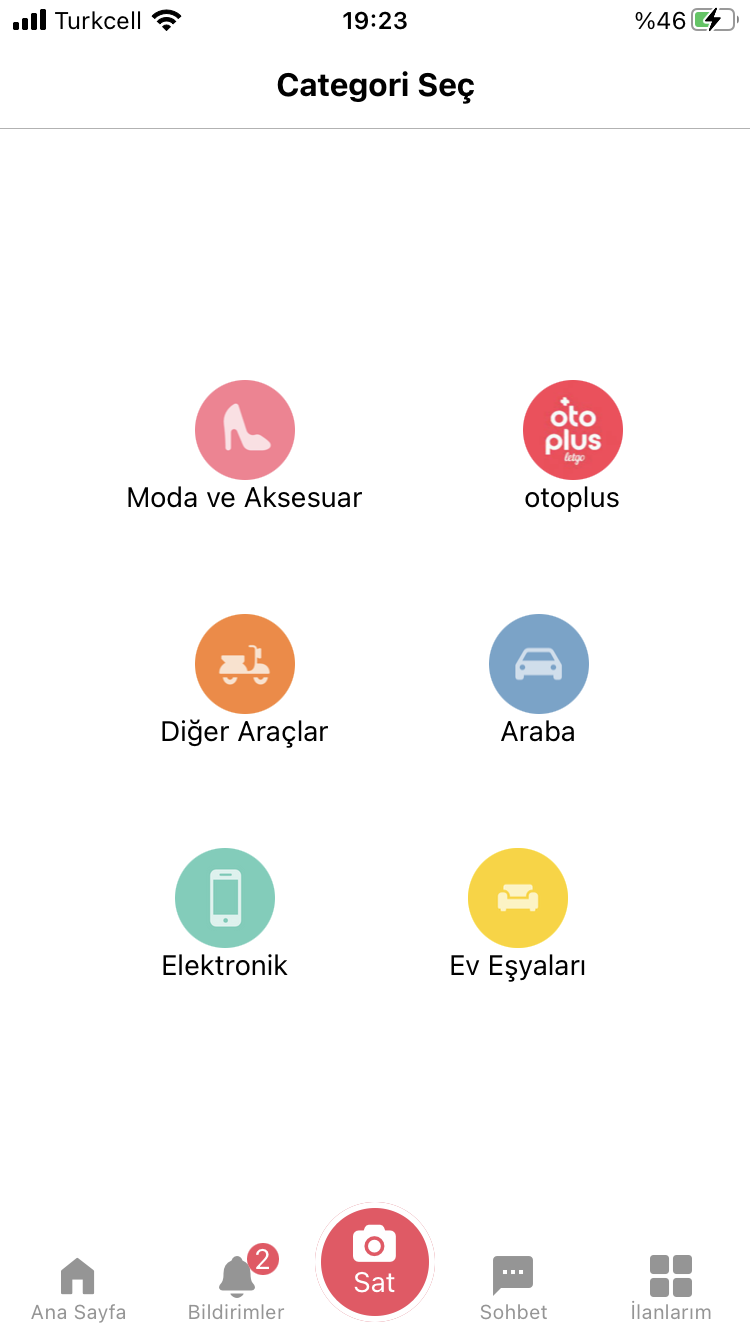 Turkcell 19:23 %46
Categori Seç
oto
plus
letgo
Moda ve Aksesuar otoplus
Diğer Araçlar Araba
Elektronik Ev Eşyaları
2
Sat
Ana Sayfa Bildirimler Sohbet İlanlarım